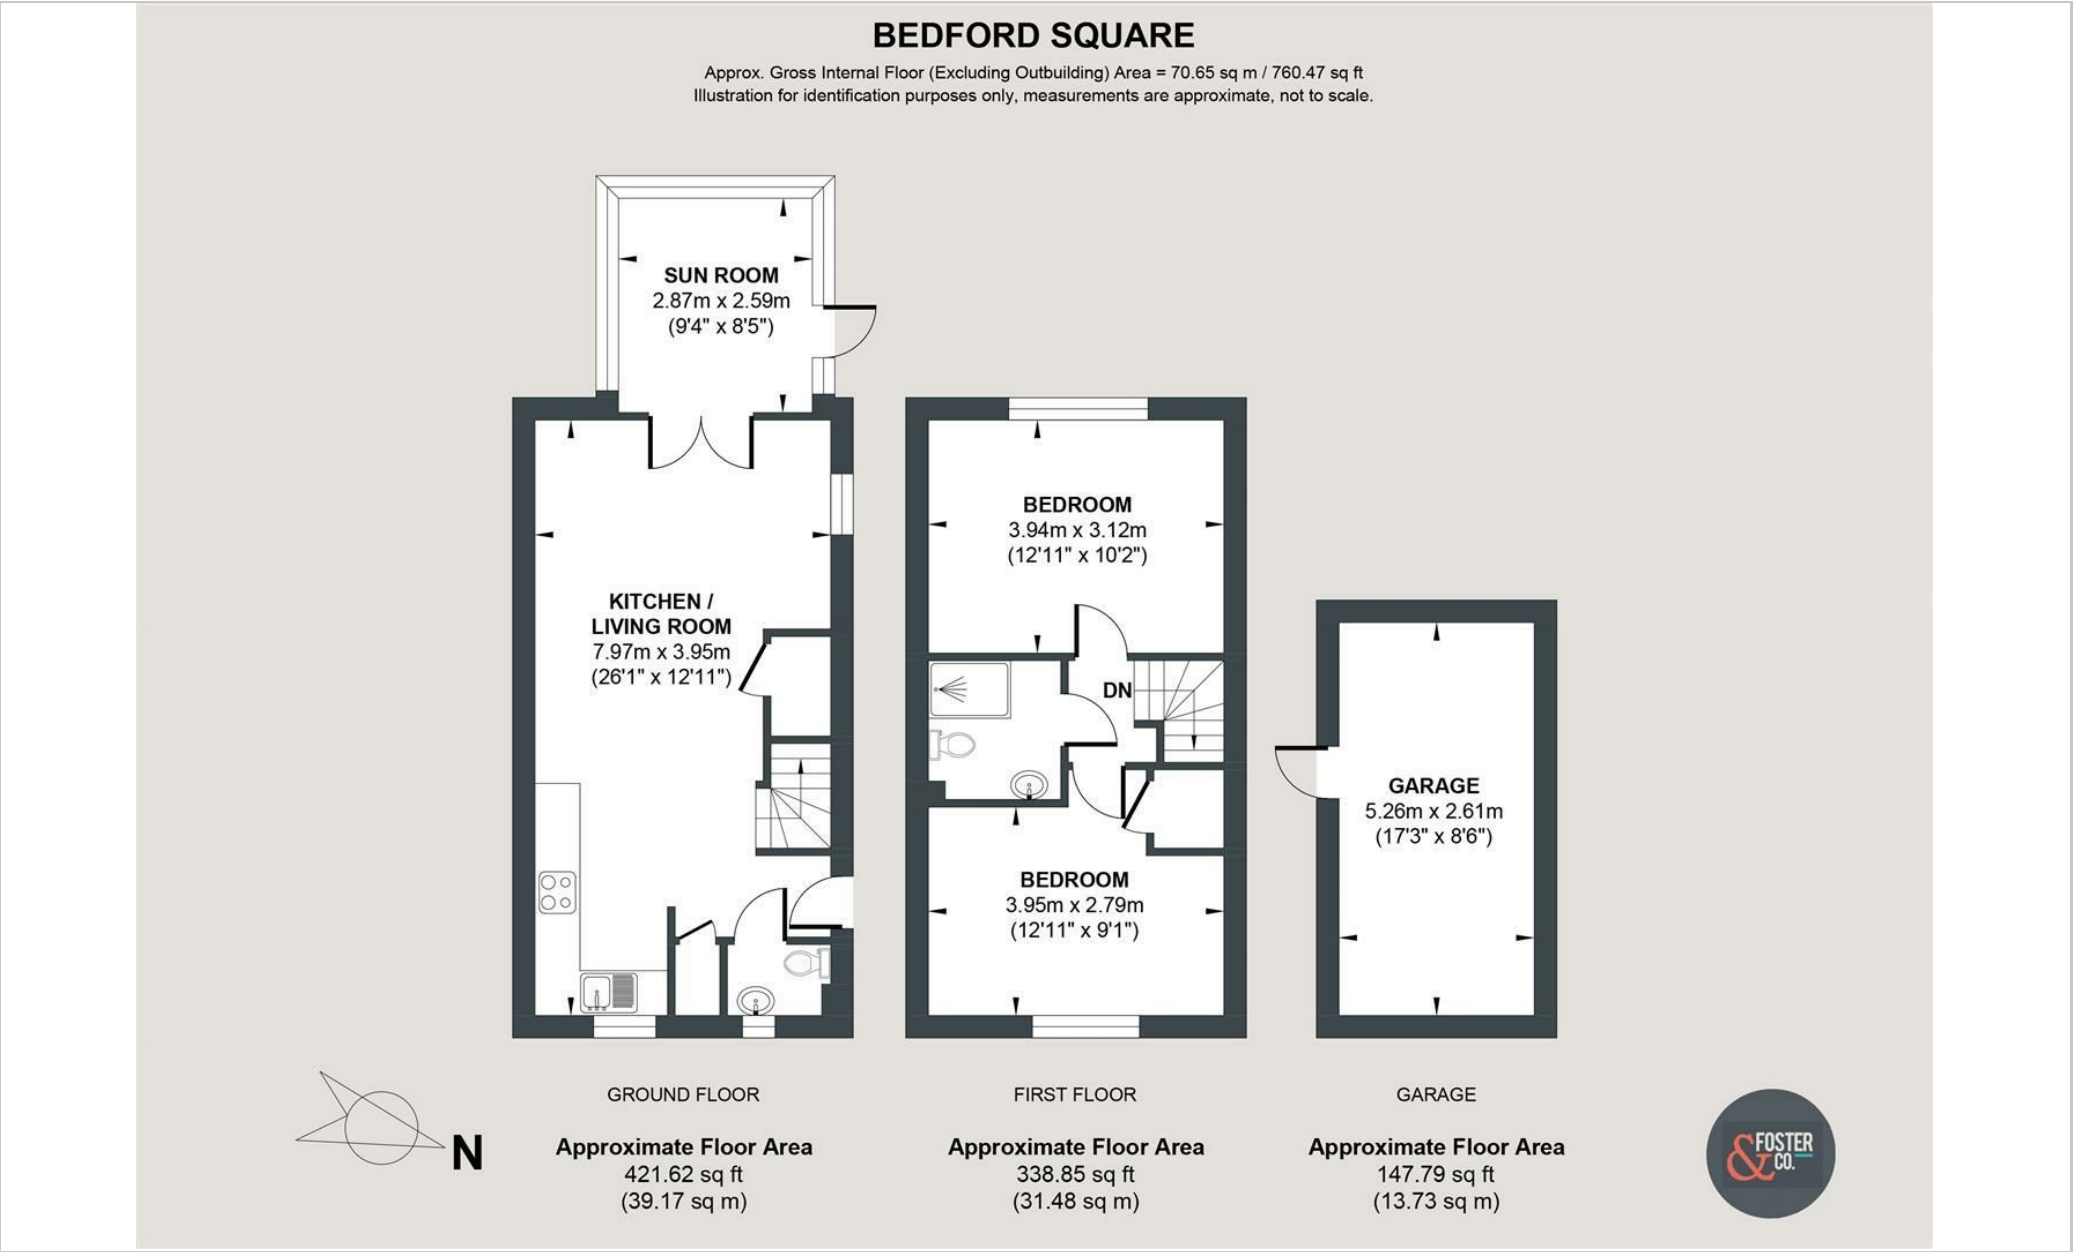 BEDFORD SQUARE
Approx. Gross Internal Floor (Excluding Outbuilding) Area = 70.65 sq m / 760.47 sq ft
Illustration for identification purposes only, measurements are approximate, not to scale.
SUN ROOM
2.87m x 2.59m
(9'4" x 8'5")
KITCHEN /
LIVING ROOM
7.97m x 3.95m
(26'1" x 12'11")
BEDROOM
3.94m x 3.12m
(12'11" x 10'2")
DN
BEDROOM
3.95m x 2.79m
(12'11" x 9'1")
GARAGE
5.26m x 2.61m
(17'3" x 8'6")
N
GROUND FLOOR
Approximate Floor Area
421.62 sq ft
(39.17 sq m)
FIRST FLOOR
Approximate Floor Area
338.85 sq ft
(31.48 sq m)
GARAGE
Approximate Floor Area
147.79 sq ft
(13.73 sq m)
& FOSTER
CO.